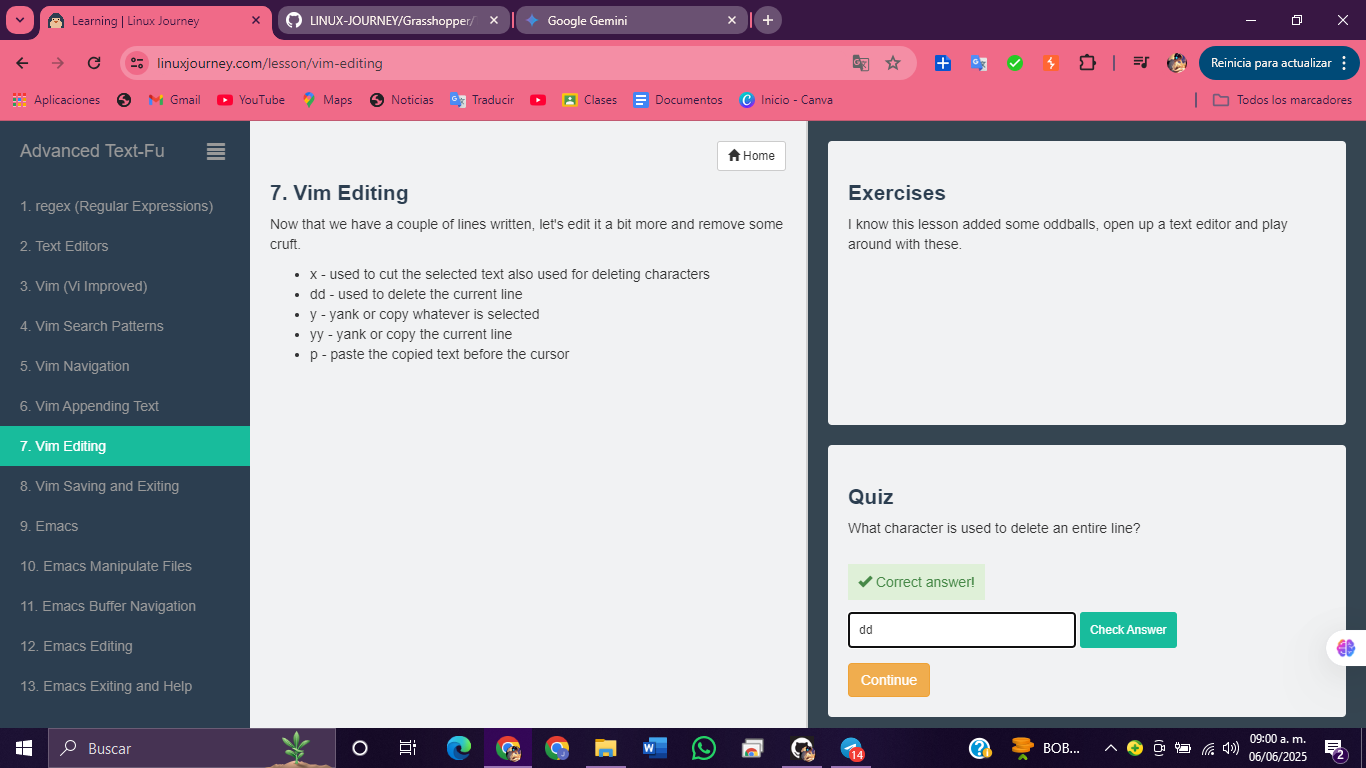 Learning | Linux Journey
LINUX-JOURNEY/Grasshopper/
Google Gemini
linuxjourney.com/lesson/vim-editing
Reinicia para actualizar
Aplicaciones
Gmail
YouTube
Maps
Noticias
Traducir
Clases
Documentos
Inicio - Canva
Todos los marcadores
Advanced Text-Fu
1. regex (Regular Expressions)
2. Text Editors
3. Vim (Vi Improved)
4. Vim Search Patterns
5. Vim Navigation
6. Vim Appending Text
7. Vim Editing
8. Vim Saving and Exiting
9. Emacs
10. Emacs Manipulate Files
11. Emacs Buffer Navigation
12. Emacs Editing
13. Emacs Exiting and Help
Home
7. Vim Editing
Now that we have a couple of lines written, let's edit it a bit more and remove some
cruft.
• x - used to cut the selected text also used for deleting characters
• dd - used to delete the current line
• y - yank or copy whatever is selected
• yy - yank or copy the current line
• p - paste the copied text before the cursor
Exercises
I know this lesson added some oddballs, open up a text editor and play
around with these.
Quiz
What character is used to delete an entire line?
Correct answer!
dd
Check Answer
Continue
Buscar
14
BOB...
09:00 a. m.
06/06/2025
2